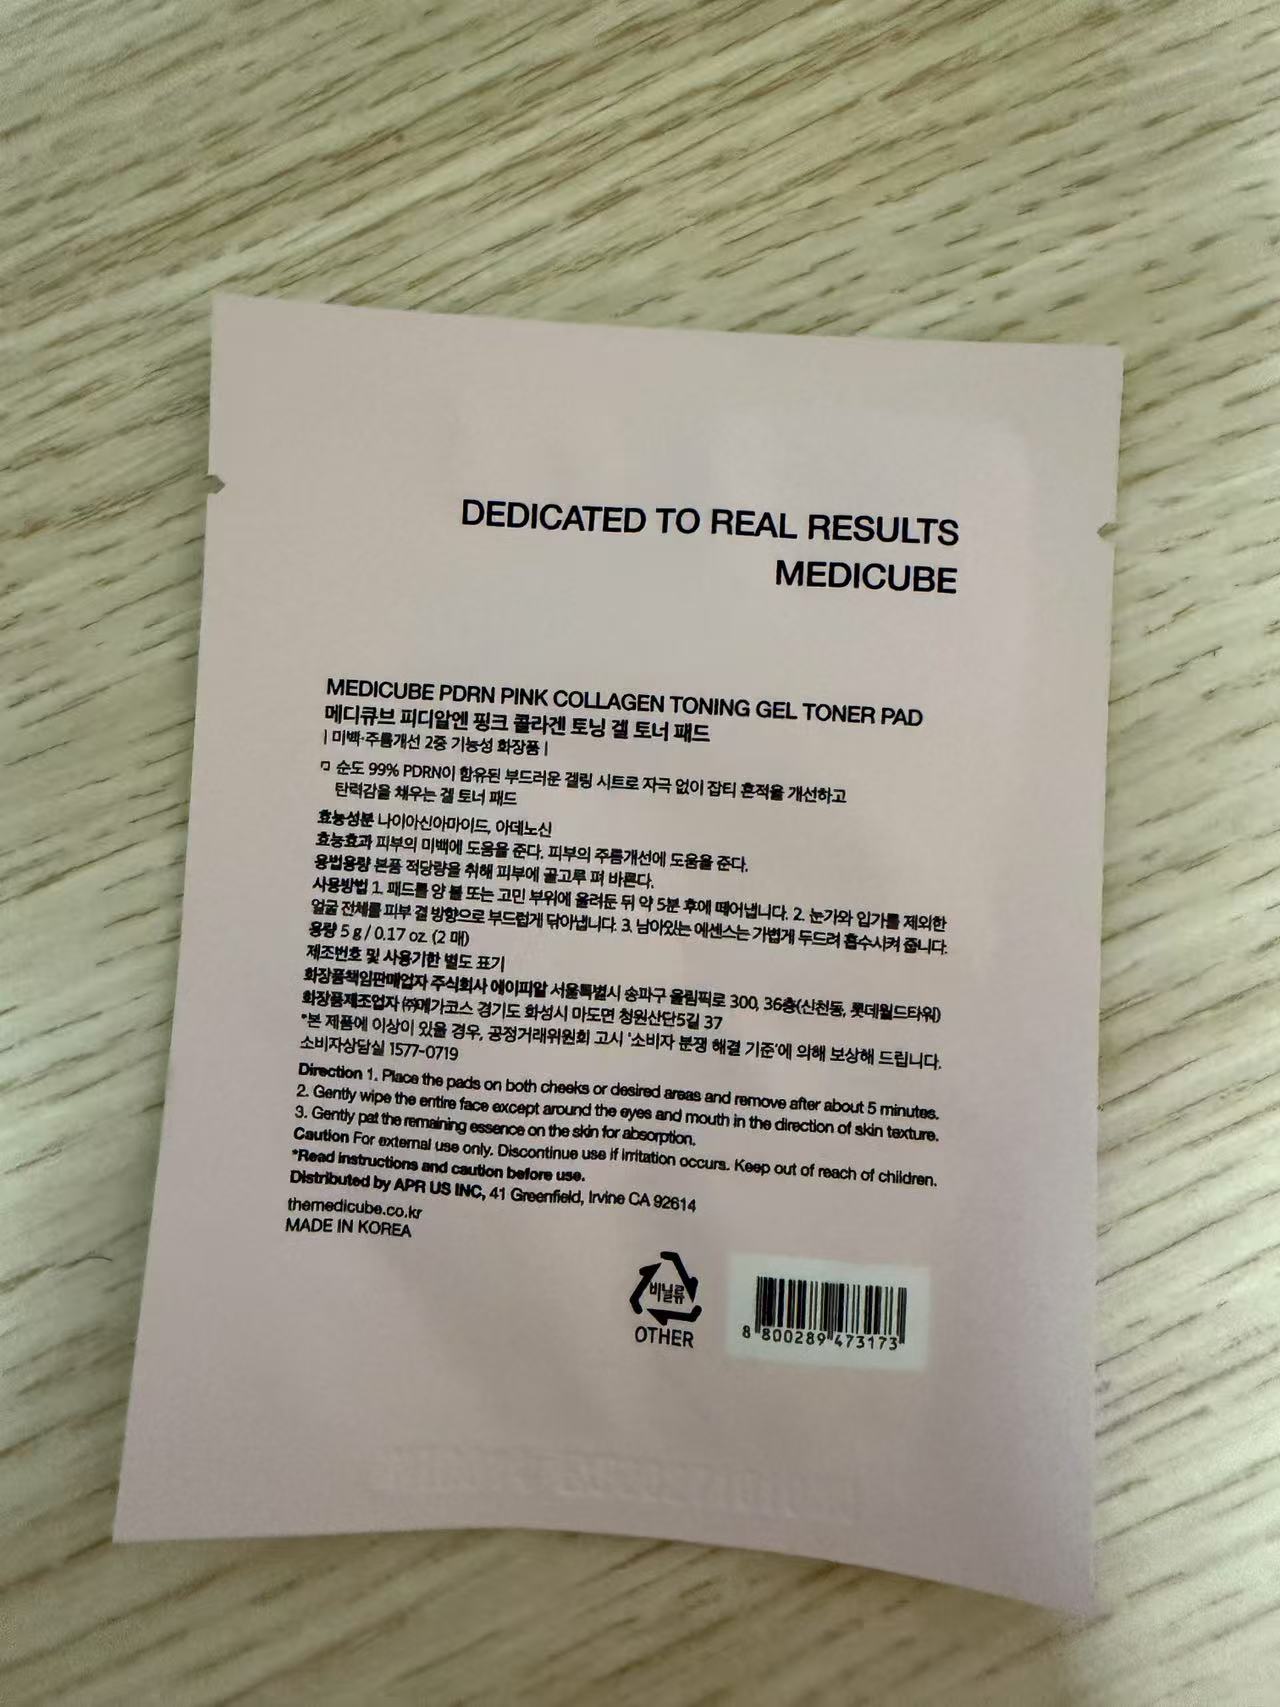 DEDICATED TO REAL RESULTS
MEDICUBE
MEDICUBE PDRN PINK COLLAGEN TONING GEL TONER PAD
메디큐브 피디알엔 핑크 콜라겐 토닝 겔 토너 패드
| 미백·주름개선 2중 기능성 화장품 |
순도 99% PDRN이 함유된 부드러운 겔링 시트로 자극 없이 잡티 흔적을 개선하고
탄력감을 채우는 겔 토너 패드
효능성분 나이아신아마이드, 아데노신
효능효과 피부의 미백에 도움을 준다. 피부의 주름개선에 도움을 준다.
용법용량 본품 적당량을 취해 피부에 골고루 펴 바른다.
사용방법 1. 패드를 양 볼 또는 고민 부위에 올려둔 뒤 약 5분 후에 떼어냅니다. 2. 눈가와 입가를 제외한
얼굴 전체를 피부 결 방향으로 부드럽게 닦아냅니다. 3. 남아있는 에센스는 가볍게 두드려 흡수시켜 줍니다.
용량 5 g / 0.17 oz. (2 매)
제조번호 및 사용기한 별도 표기
화장품책임판매업자 주식회사 에이피알 서울특별시 송파구 올림픽로 300, 36층(신천동, 롯데월드타워)
화장품제조업자 ㈜메가코스 경기도 화성시 마도면 청원산단5길 37
*본 제품에 이상이 있을 경우, 공정거래위원회 고시 '소비자 분쟁 해결 기준'에 의해 보상해 드립니다.
소비자상담실 1577-0719
Direction 1. Place the pads on both cheeks or desired areas and remove after about 5 minutes.
2. Gently wipe the entire face except around the eyes and mouth in the direction of skin texture.
3. Gently pat the remaining essence on the skin for absorption.
Caution For external use only. Discontinue use if irritation occurs. Keep out of reach of children.
*Read instructions and caution before use.
Distributed by APR US INC, 41 Greenfield, Irvine CA 92614
themedicube.co.kr
MADE IN KOREA
비닐류
OTHER
8 800289 473173